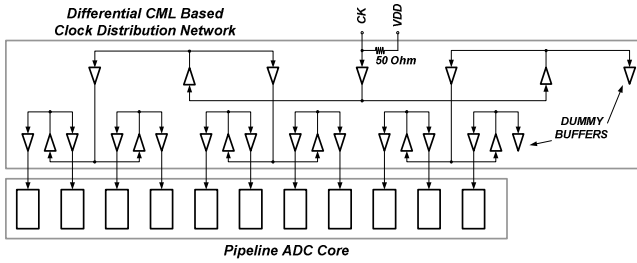 Differential CML Based
Clock Distribution Network
CK
VDD
50 Ohm
DUMMY
BUFFERS
Pipeline ADC Core